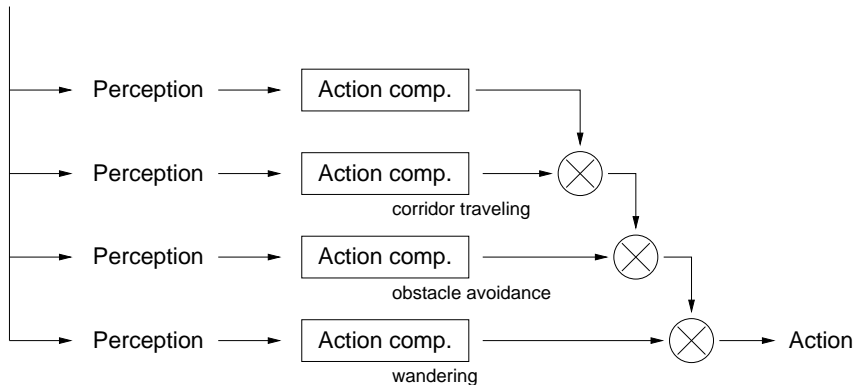 Perception Action comp.
Perception Action comp.
corridor traveling
Perception Action comp.
obstacle avoidance
Perception Action comp. Action
wandering